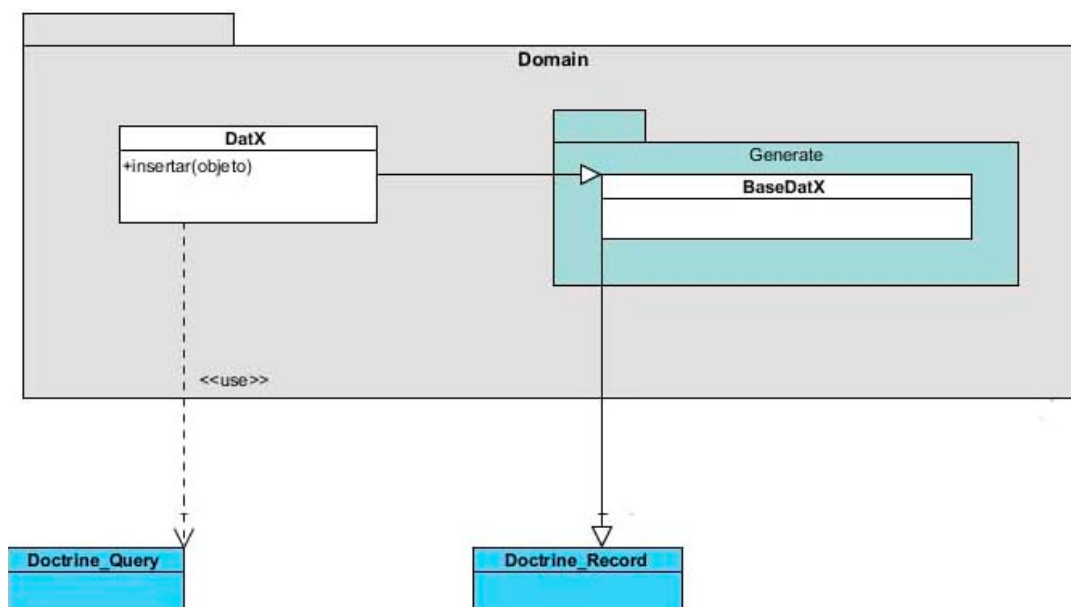 Domain
DatX
+insertar(objeto)
Generate
BaseDatX
<<use>>
Doctrine_Query
Doctrine_Record